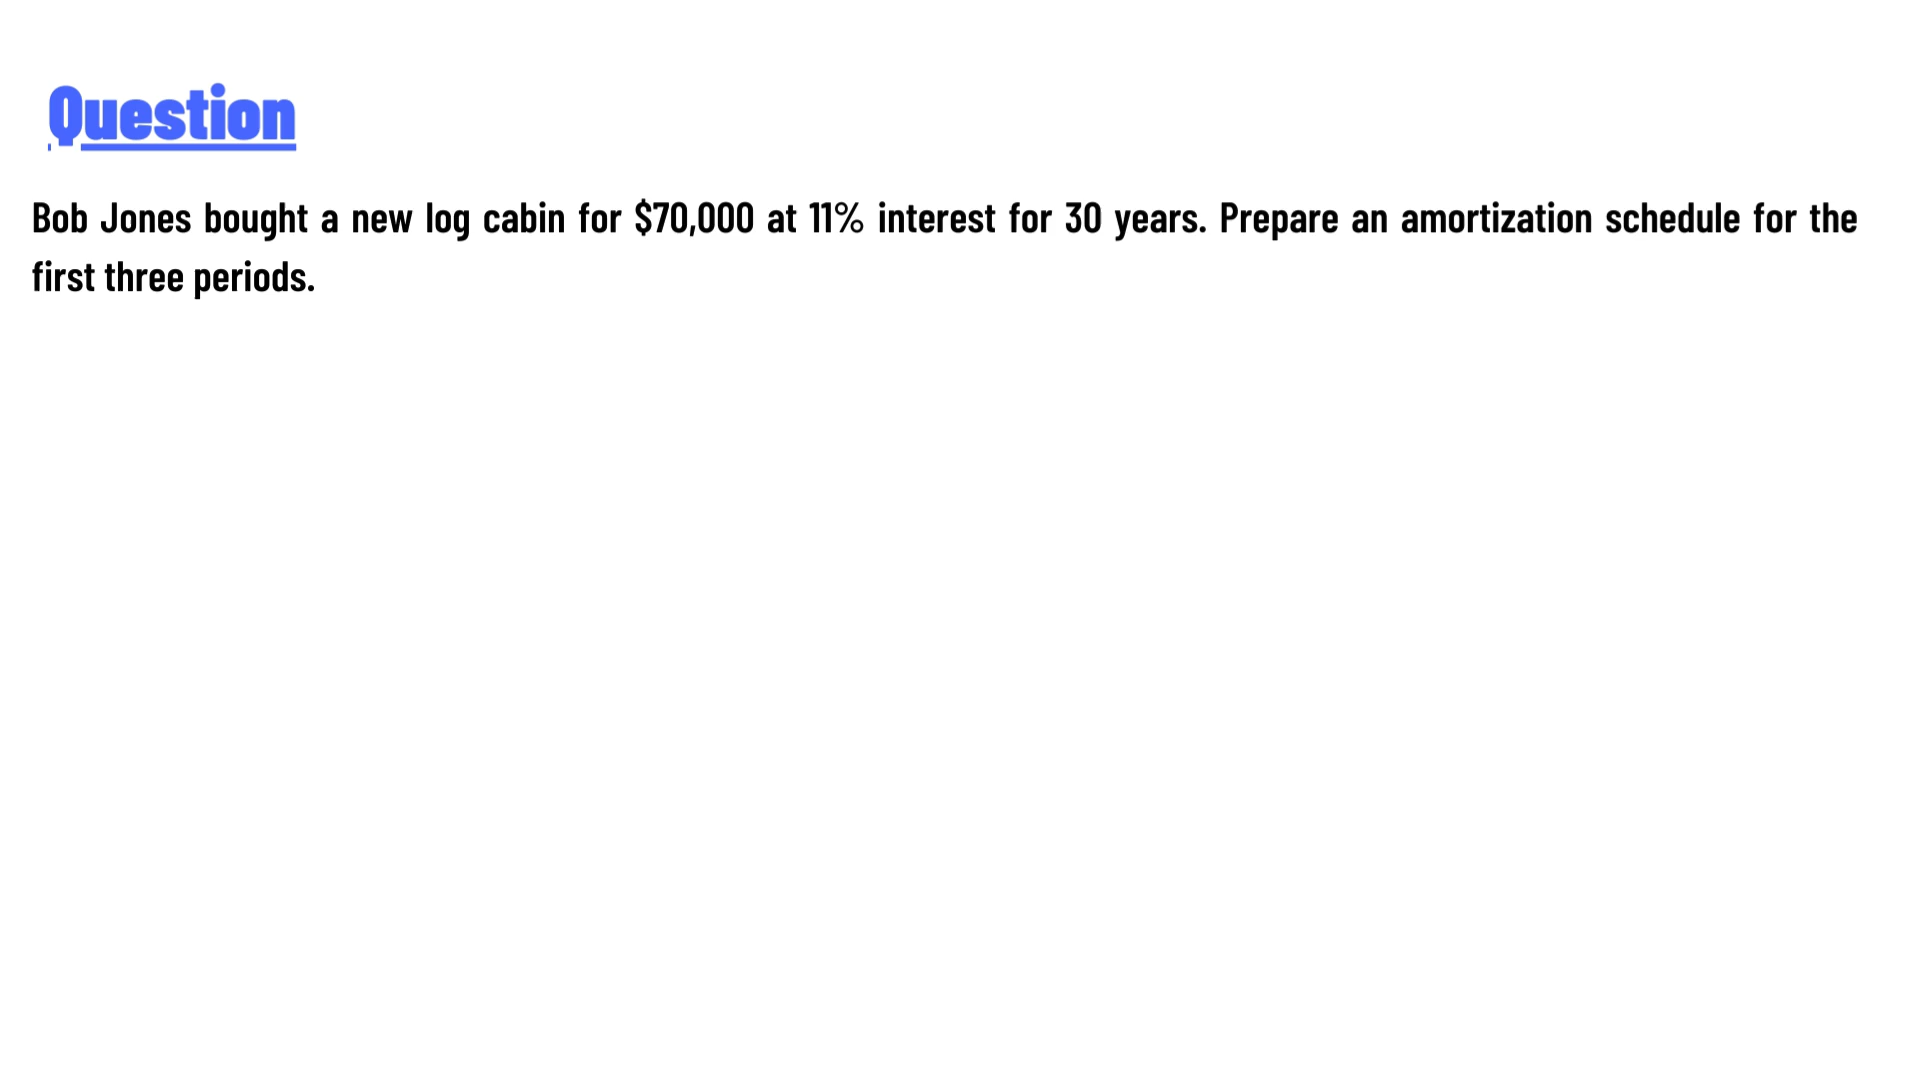 Question
Bob Jones bought a new log cabin for $70,000 at 11% interest for 30 years. Prepare an amortization schedule for the
first three periods.